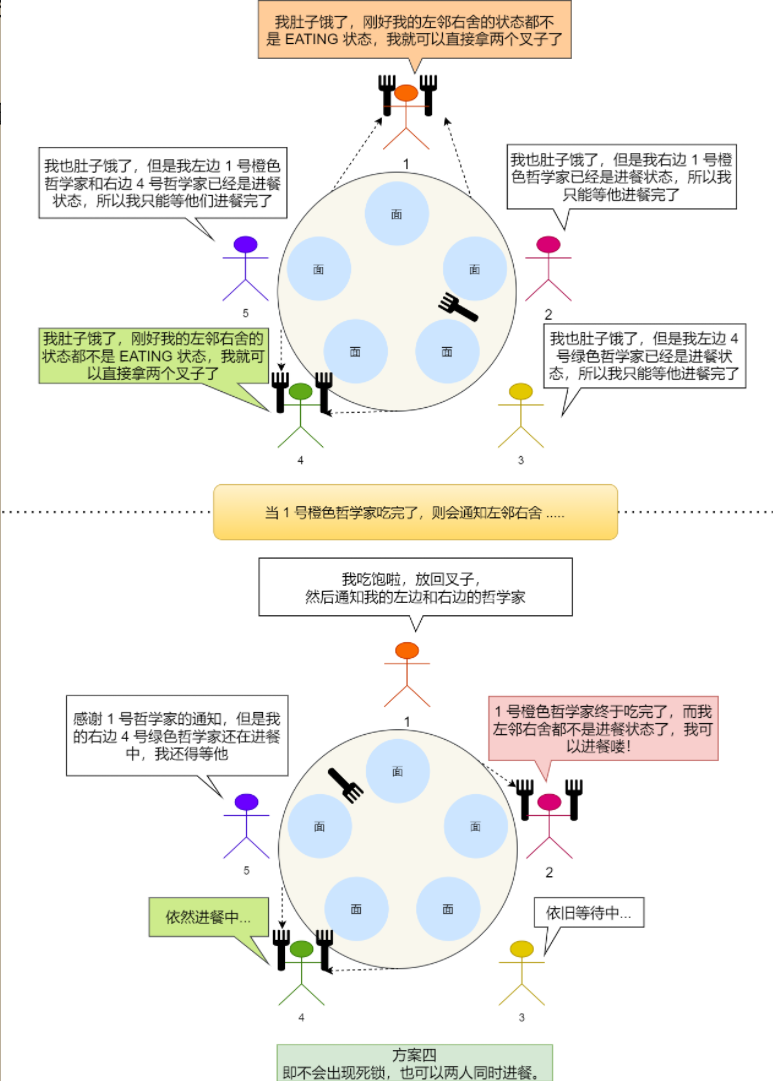 我肚子饿了，刚好我的左邻右舍的状态都不
是 EATING 状态，我就可以直接拿两个叉子了
1
我也肚子饿了，但是我左边 1 号橙色
哲学家和右边 4 号哲学家已经是进餐
状态，所以我只能等他们进餐完了
我也肚子饿了，但是我右边 1 号橙
色哲学家已经是进餐状态，所以我
只能等他进餐完了
面
面
面
5
2
我肚子饿了，刚好我的左邻右舍的
状态都不是 EATING 状态，我就可
以直接拿两个叉子了
我也肚子饿了，但是我左边 4
号绿色哲学家已经是进餐状
态，所以我只能等他进餐完了
面
面
4
3
当 1 号橙色哲学家吃完了，则会通知左邻右舍 .....
我吃饱啦，放回叉子，
然后通知我的左边和右边的哲学家
1
感谢 1 号哲学家的通知，但是我
的右边 4 号绿色哲学家还在进餐
中，我还得等他
1 号橙色哲学家终于吃完了，而我
左邻右舍都不是进餐状态了，我可
以进餐喽！
面
面
面
5
2
依然进餐中...
依旧等待中...
面
面
4
3
方案四
即不会出现死锁，也可以两人同时进餐。